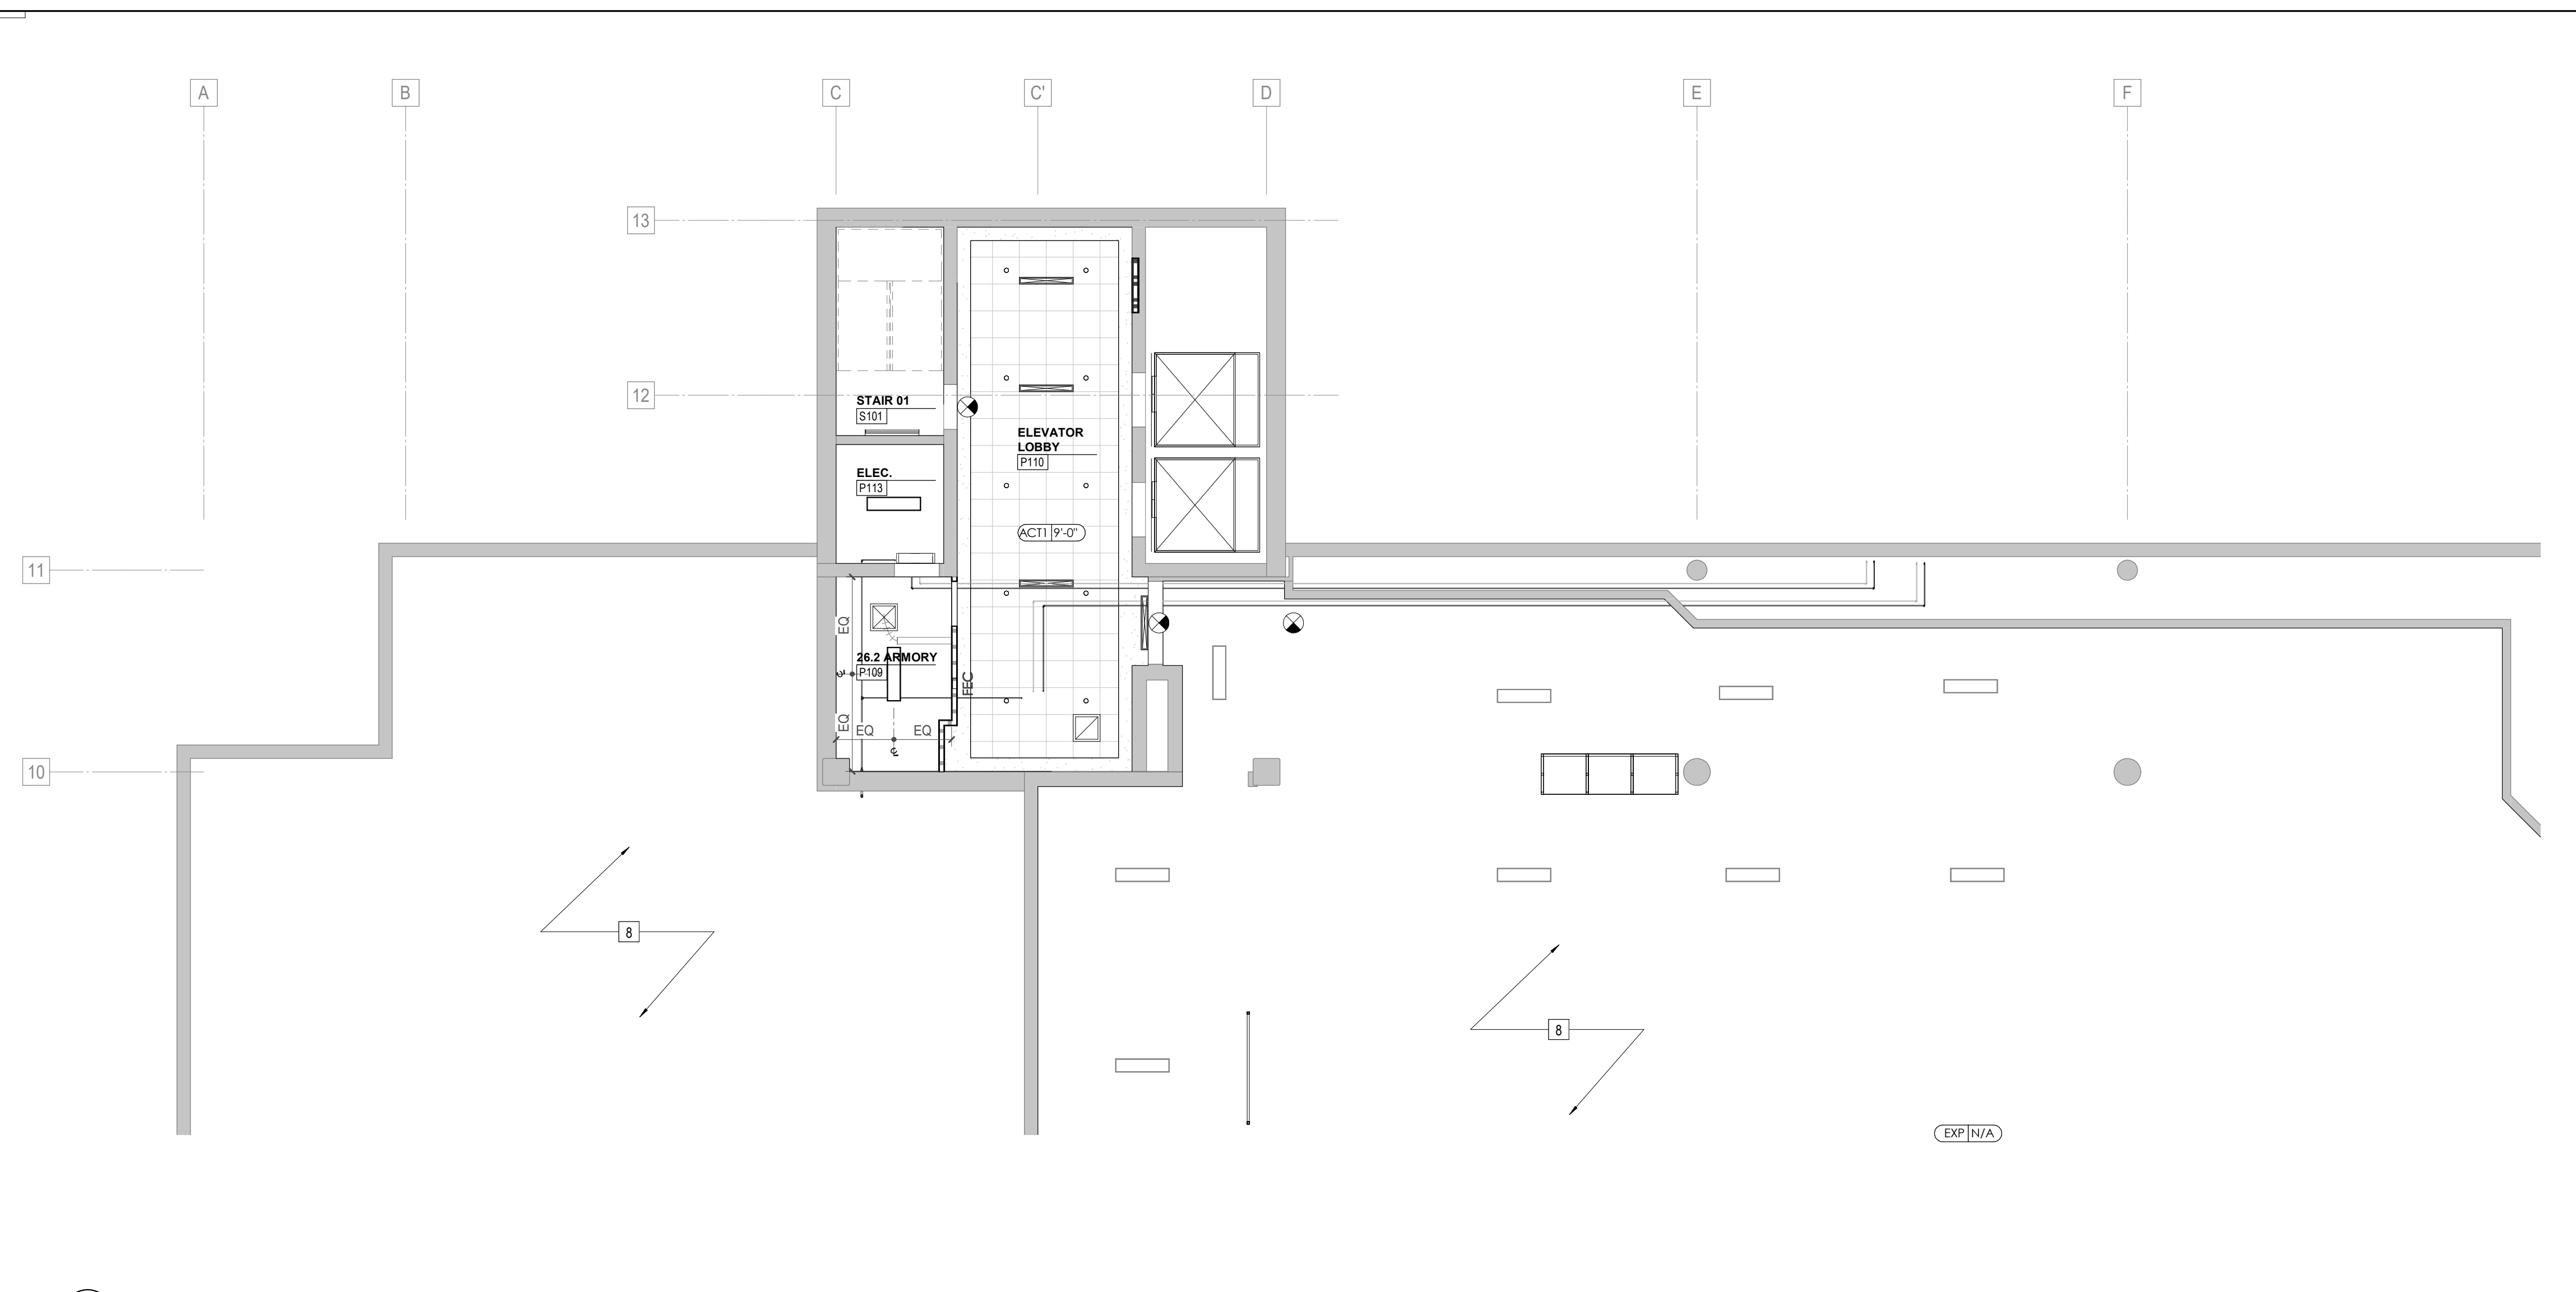 A
B
C
C'
D
E
F
13
12
STAIR 01
S101
ELEVATOR
LOBBY
P110
ELEC.
P113
ACT1 9'-0"
11
EQ
26.2 ARMORY
P109
FEC
EQ
EQ
EQ
10
8
8
EXP N/A